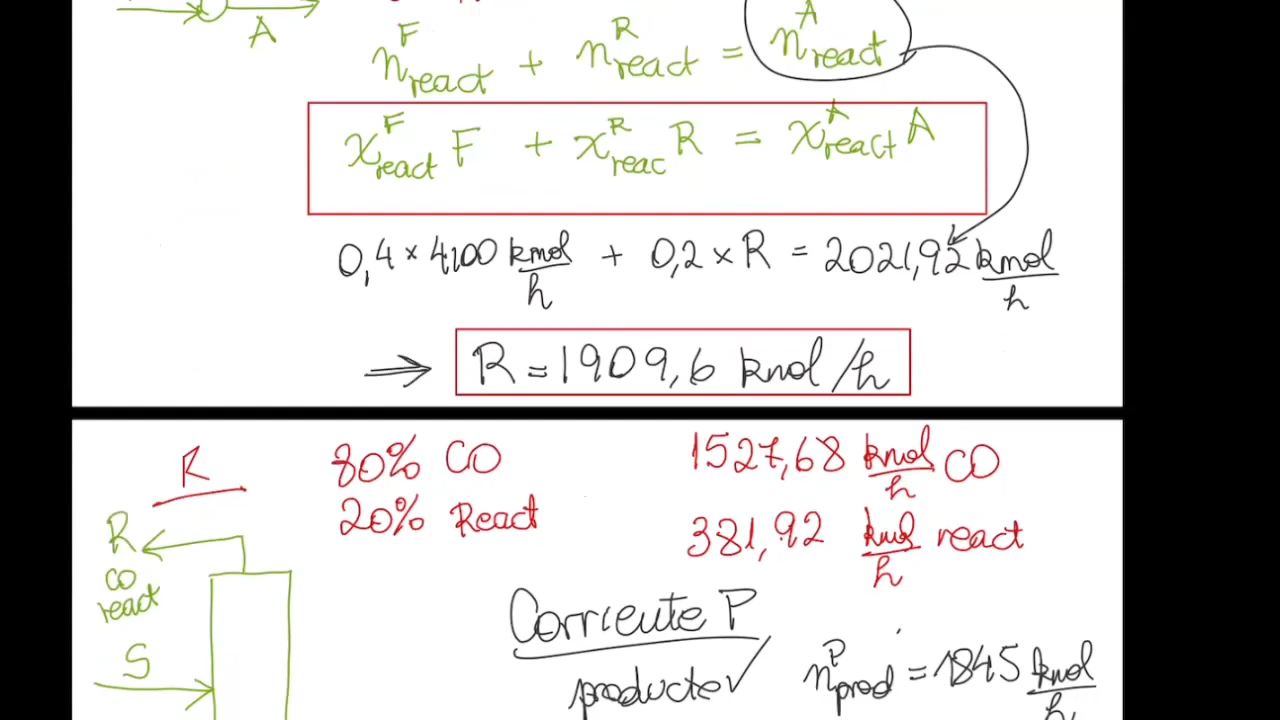 A
n^F_react + n^R_react = n^A_react
x^F_react F + x^R_reac R = x^A_react A
0,4 × 4100 kmol/h + 0,2 × R = 2021,92 kmol/h
⇒ R = 1909,6 kmol/h
R 80% CO 1527,68 kmol/h CO
20% React 381,92 kmol/h react
R
CO
react
Corriente P
S
producto ✓ n^P_prod = 1845 kmol/h